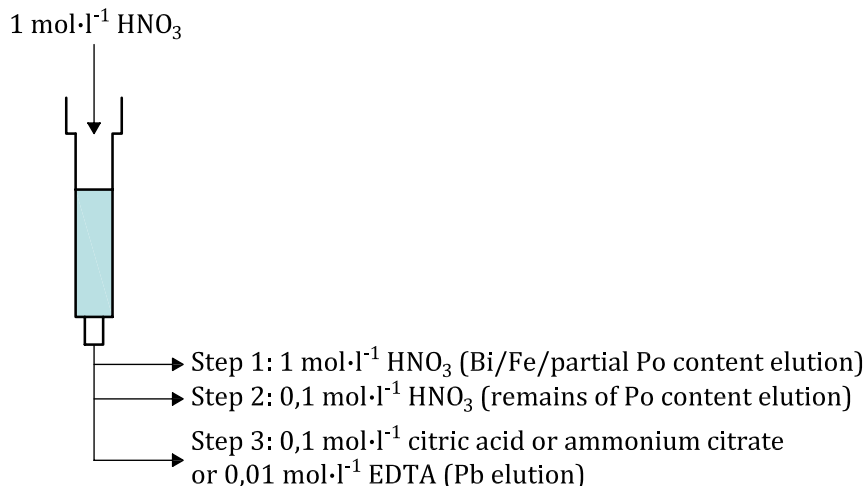 1 mol·l⁻¹ HNO₃
Step 1: 1 mol·l⁻¹ HNO₃ (Bi/Fe/partial Po content elution)
Step 2: 0,1 mol·l⁻¹ HNO₃ (remains of Po content elution)
Step 3: 0,1 mol·l⁻¹ citric acid or ammonium citrate
or 0,01 mol·l⁻¹ EDTA (Pb elution)